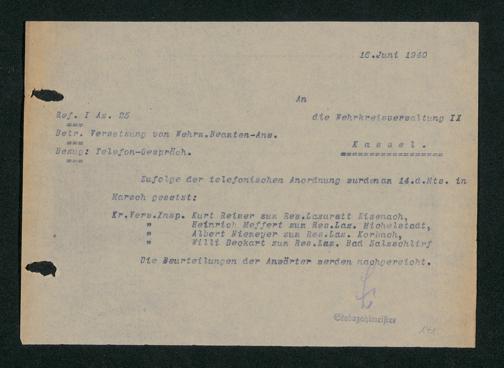 16.Juni 1940
An
Ref. I Az. 25 die Wehrkreisverwaltung IX
Betr. Versetzung von Wehrm.Beamten-Anw.
Kassel.
Bezug: Telefon-Gespräch.
Zufolge der telefonischen Anordnung wurden am 14.d.Mts. in
Marsch gesetzt:
Kr.Verw.Insp. Kurt Reimer zum Res.Lazarett Eisenach,
" Heinrich Meffert zum Res.Laz. Michelstadt,
" Albert Niemeyer zum Res.Laz. Korbach,
" Willi Deckart zum Res.Laz. Bad Salzschlirf
Die Beurteilungen der Anwärter werden nachgereicht.
Stabszahlmeister